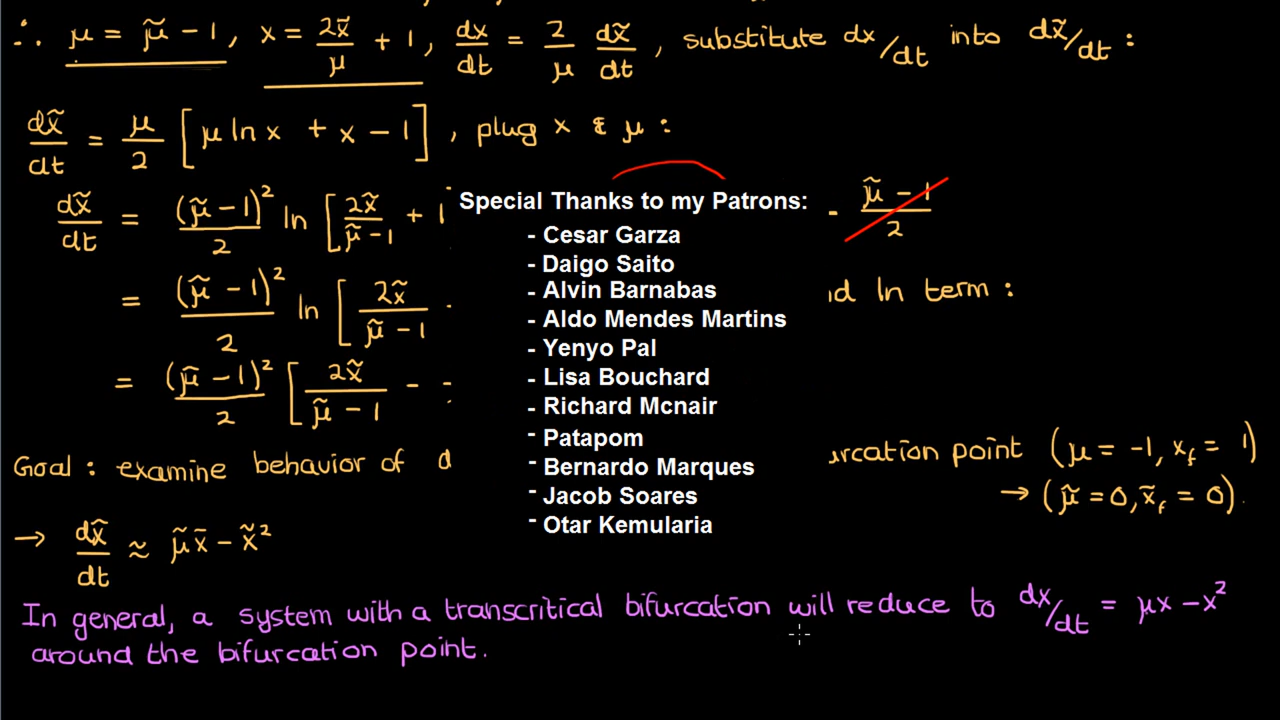 ∴ μ = μ̃ − 1, x = 2x̃/μ + 1, dx/dt = 2/μ dx̃/dt, substitute dx/dt into dx̃/dt :
dx̃/dt = μ/2 [μ ln x + x − 1], plug x & μ :
dx̃/dt = (μ̃ − 1)²/2 ln [2x̃/μ̃ − 1 + 1
- μ̃ − 1/2
= (μ̃ − 1)²/2 ln [2x̃/μ̃ − 1
ln term :
= (μ̃ − 1)²/2 [2x̃/μ̃ − 1 −
Special Thanks to my Patrons:
- Cesar Garza
- Daigo Saito
- Alvin Barnabas
- Aldo Mendes Martins
- Yenyo Pal
- Lisa Bouchard
- Richard Mcnair
- Patapom
- Bernardo Marques
- Jacob Soares
- Otar Kemularia
Goal : examine behavior of d
urcation point (μ = −1, x_f = 1)
→ (μ̃ = 0, x̃_f = 0).
→ dx̃/dt ≈ μ̃x̃ − x̃²
In general, a system with a transcritical bifurcation will reduce to dx/dt = μx − x²
around the bifurcation point.